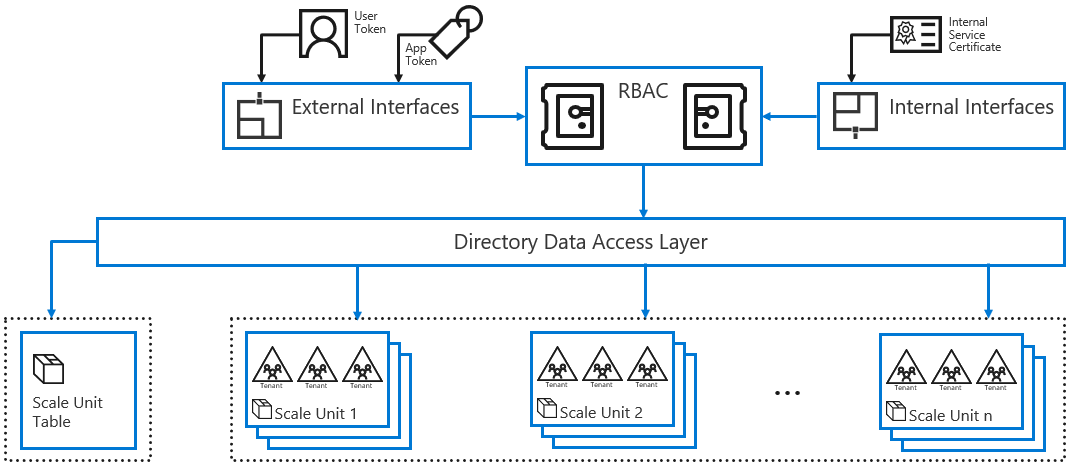 User
Token
App
Token
Internal
Service
Certificate
External Interfaces
RBAC
Internal Interfaces
Directory Data Access Layer
Scale Unit
Table
Tenant
Tenant
Tenant
Scale Unit 1
Tenant
Tenant
Tenant
Scale Unit 2
...
Tenant
Tenant
Tenant
Scale Unit n